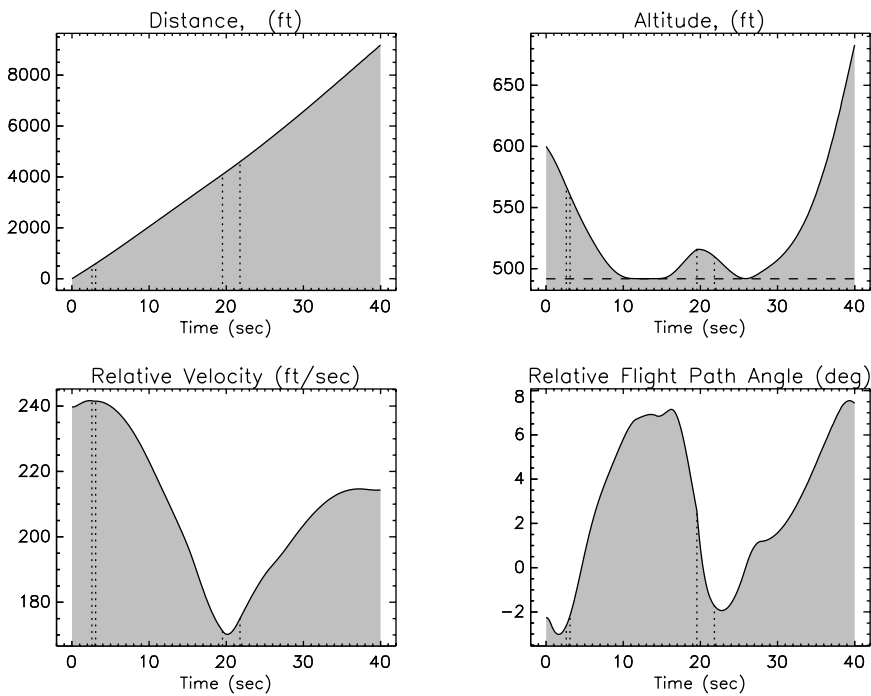 Distance, (ft)
8000
6000
4000
2000
0
0 10 20 30 40
Time (sec)
Altitude, (ft)
650
600
550
500
0 10 20 30 40
Time (sec)
Relative Velocity (ft/sec)
240
220
200
180
0 10 20 30 40
Time (sec)
Relative Flight Path Angle (deg)
8
6
4
2
0
−2
0 10 20 30 40
Time (sec)